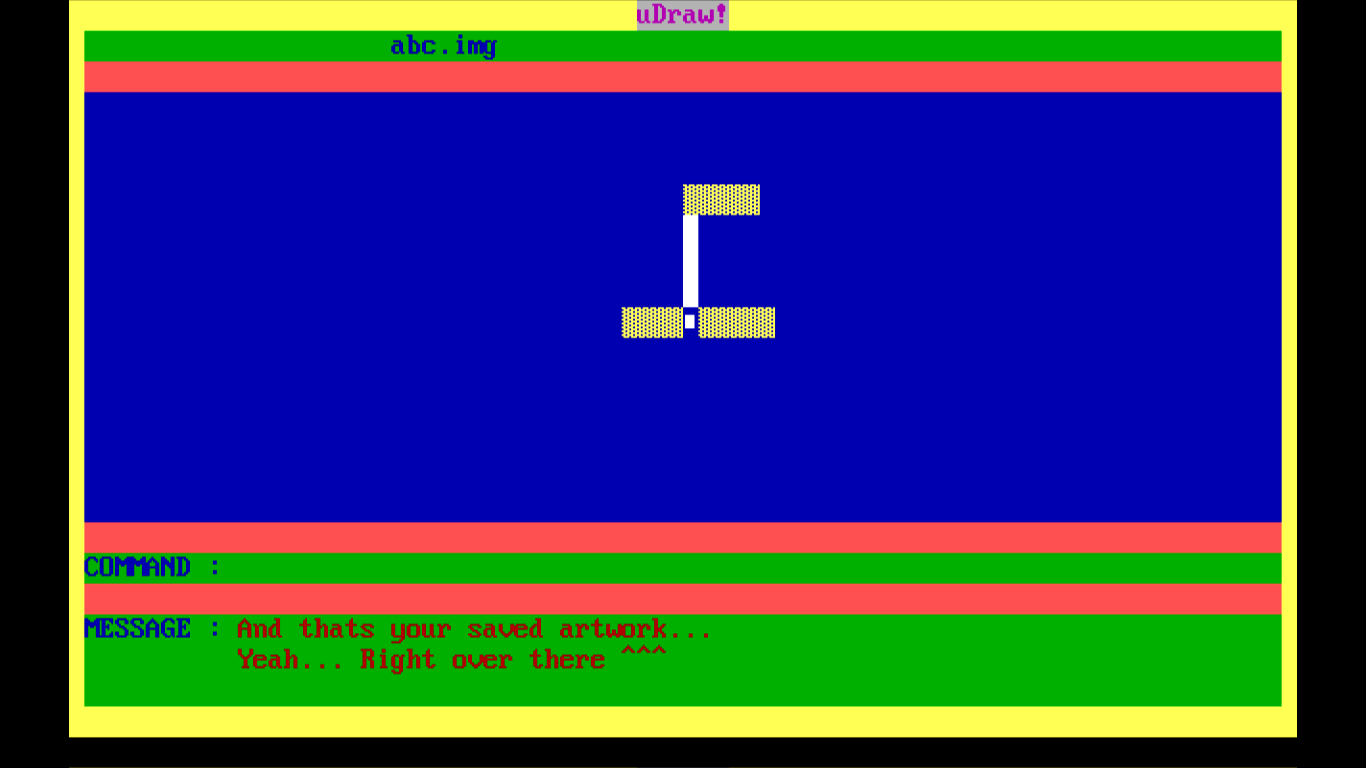 uDraw!
abc.img
COMMAND :
MESSAGE : And thats your saved artwork...
Yeah... Right over there ^^^